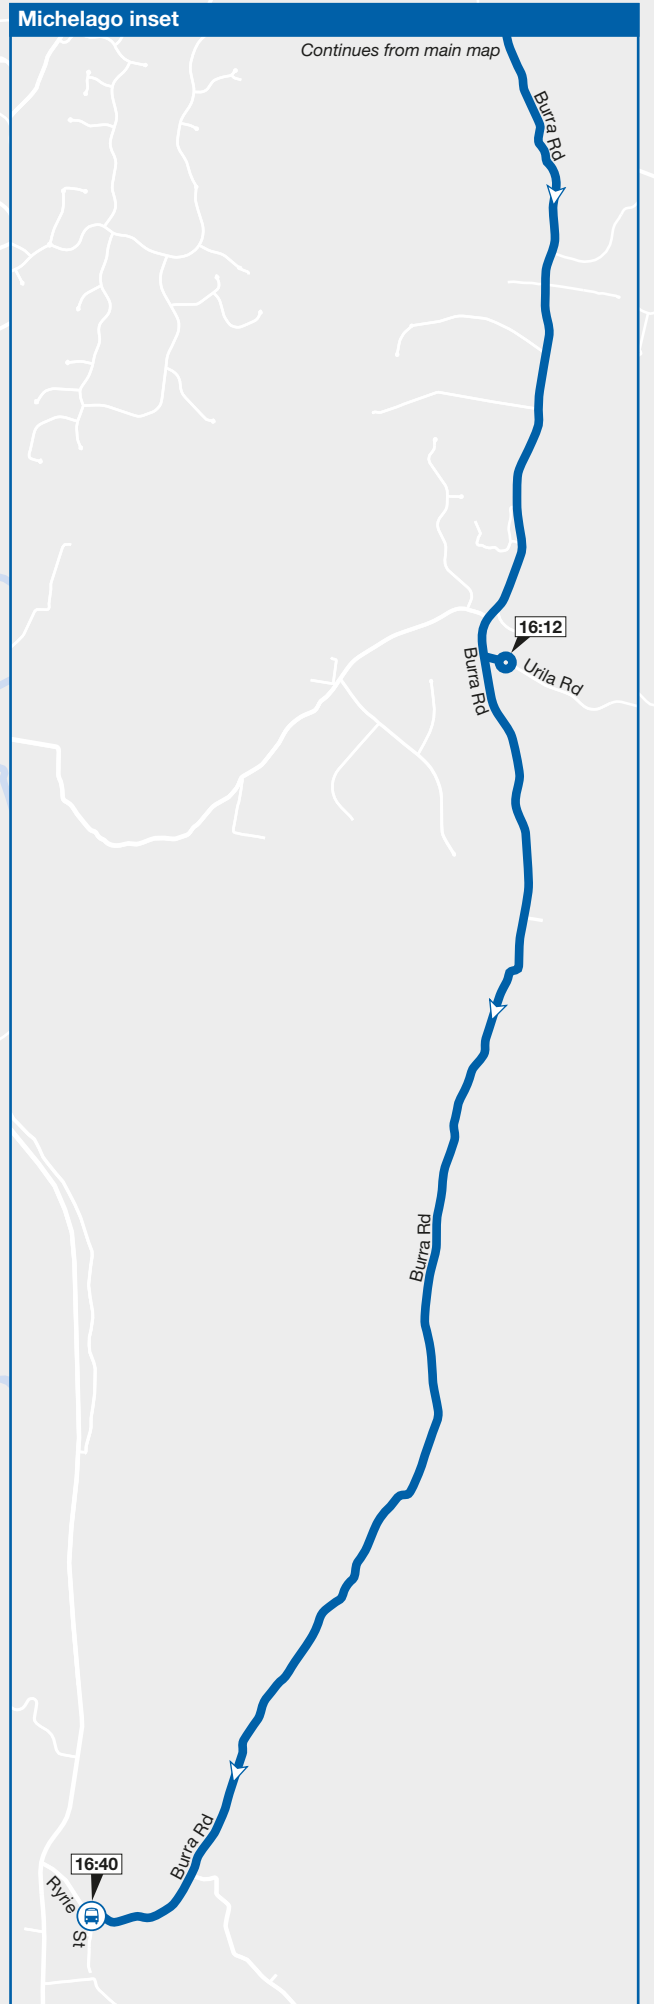 Michelago inset
Continues from main map
Burra Rd
16:12
Urila Rd
Burra Rd
Burra Rd
Burra Rd
16:40
Ryrie
St